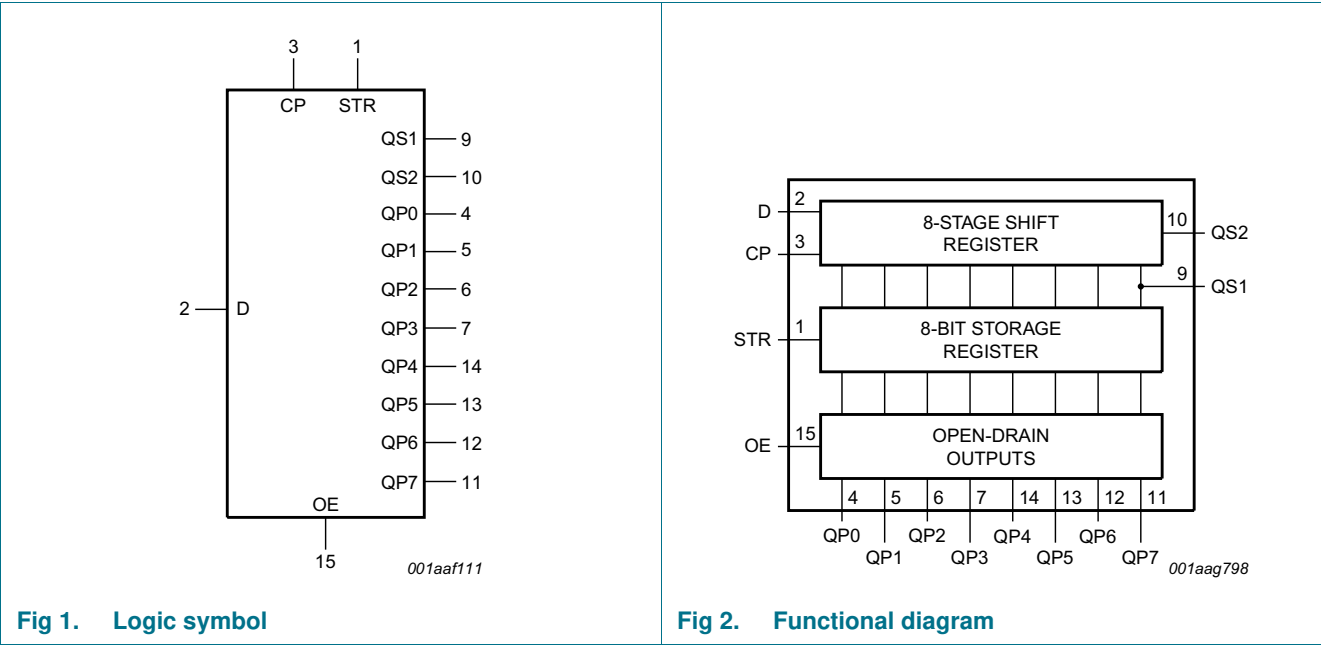 3 1
CP STR
QS1 9
QS2 10
QP0 4
QP1 5
QP2 6
QP3 7
2 D
QP4 14
QP5 13
QP6 12
QP7 11
OE
15
001aaf111
Fig 1. Logic symbol
D 2
8-STAGE SHIFT
REGISTER
10 QS2
CP 3
9 QS1
STR 1
8-BIT STORAGE
REGISTER
OE 15
OPEN-DRAIN
OUTPUTS
4 5 6 7 14 13 12 11
QP0 QP2 QP4 QP6
QP1 QP3 QP5 QP7
001aag798
Fig 2. Functional diagram